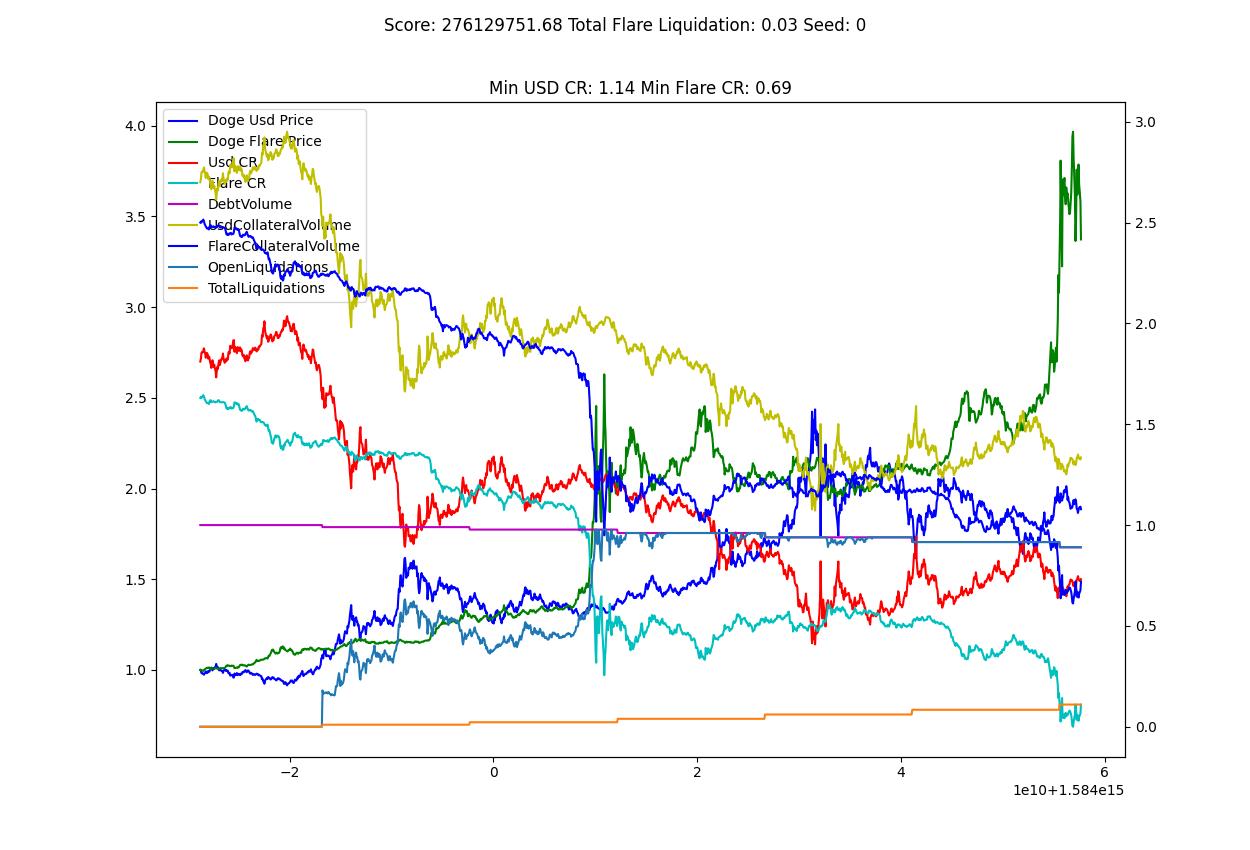 Score: 276129751.68 Total Flare Liquidation: 0.03 Seed: 0
Min USD CR: 1.14 Min Flare CR: 0.69
Doge Usd Price
Doge Flare Price
Usd CR
Flare CR
DebtVolume
UsdCollateralVolume
FlareCollateralVolume
OpenLiquidations
TotalLiquidations
4.0
3.5
3.0
2.5
2.0
1.5
1.0
3.0
2.5
2.0
1.5
1.0
0.5
0.0
−2
0
2
4
6
1e10+1.584e15